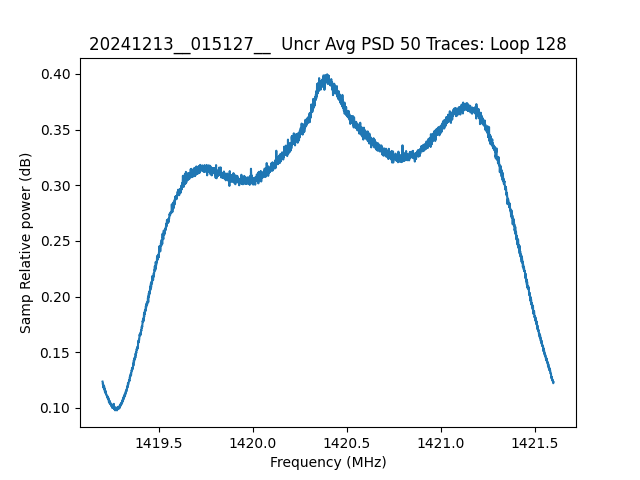 20241213__015127__  Uncr Avg PSD 50 Traces: Loop 128
0.40
0.35
0.30
0.25
0.20
0.15
0.10
Samp Relative power (dB)
1419.5 1420.0 1420.5 1421.0 1421.5
Frequency (MHz)